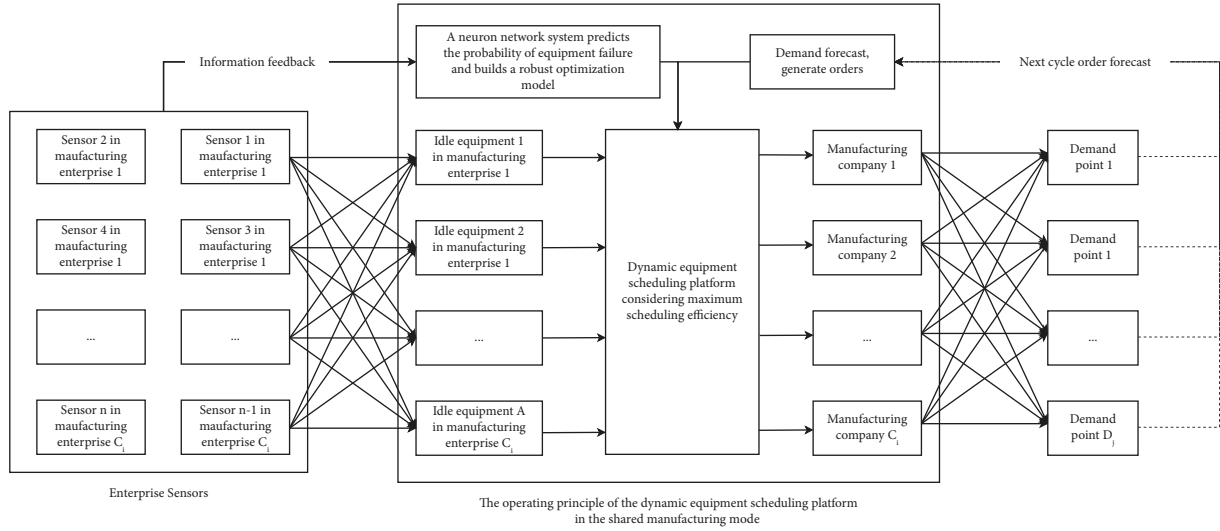 A neuron network system predicts
the probability of equipment failure
and builds a robust optimization
model
Demand forecast,
generate orders
Information feedback
Next cycle order forecast
Sensor 2 in
maufacturing
enterprise 1
Sensor 1 in
maufacturing
enterprise 1
Idle equipment 1
in manufacturing
enterprise 1
Manufacturing
company 1
Demand
point 1
Sensor 4 in
maufacturing
enterprise 1
Sensor 3 in
maufacturing
enterprise 1
Idle equipment 2
in manufacturing
enterprise 1
Manufacturing
company 2
Demand
point 1
Dynamic equipment
scheduling platform
considering maximum
scheduling efficiency
...
...
...
...
...
Sensor n in
maufacturing
enterprise C_i
Sensor n-1 in
maufacturing
enterprise C_i
Idle equipment A
in manufacturing
enterprise C_i
Manufacturing
company C_i
Demand
point D_j
Enterprise Sensors
The operating principle of the dynamic equipment scheduling platform
in the shared manufacturing mode